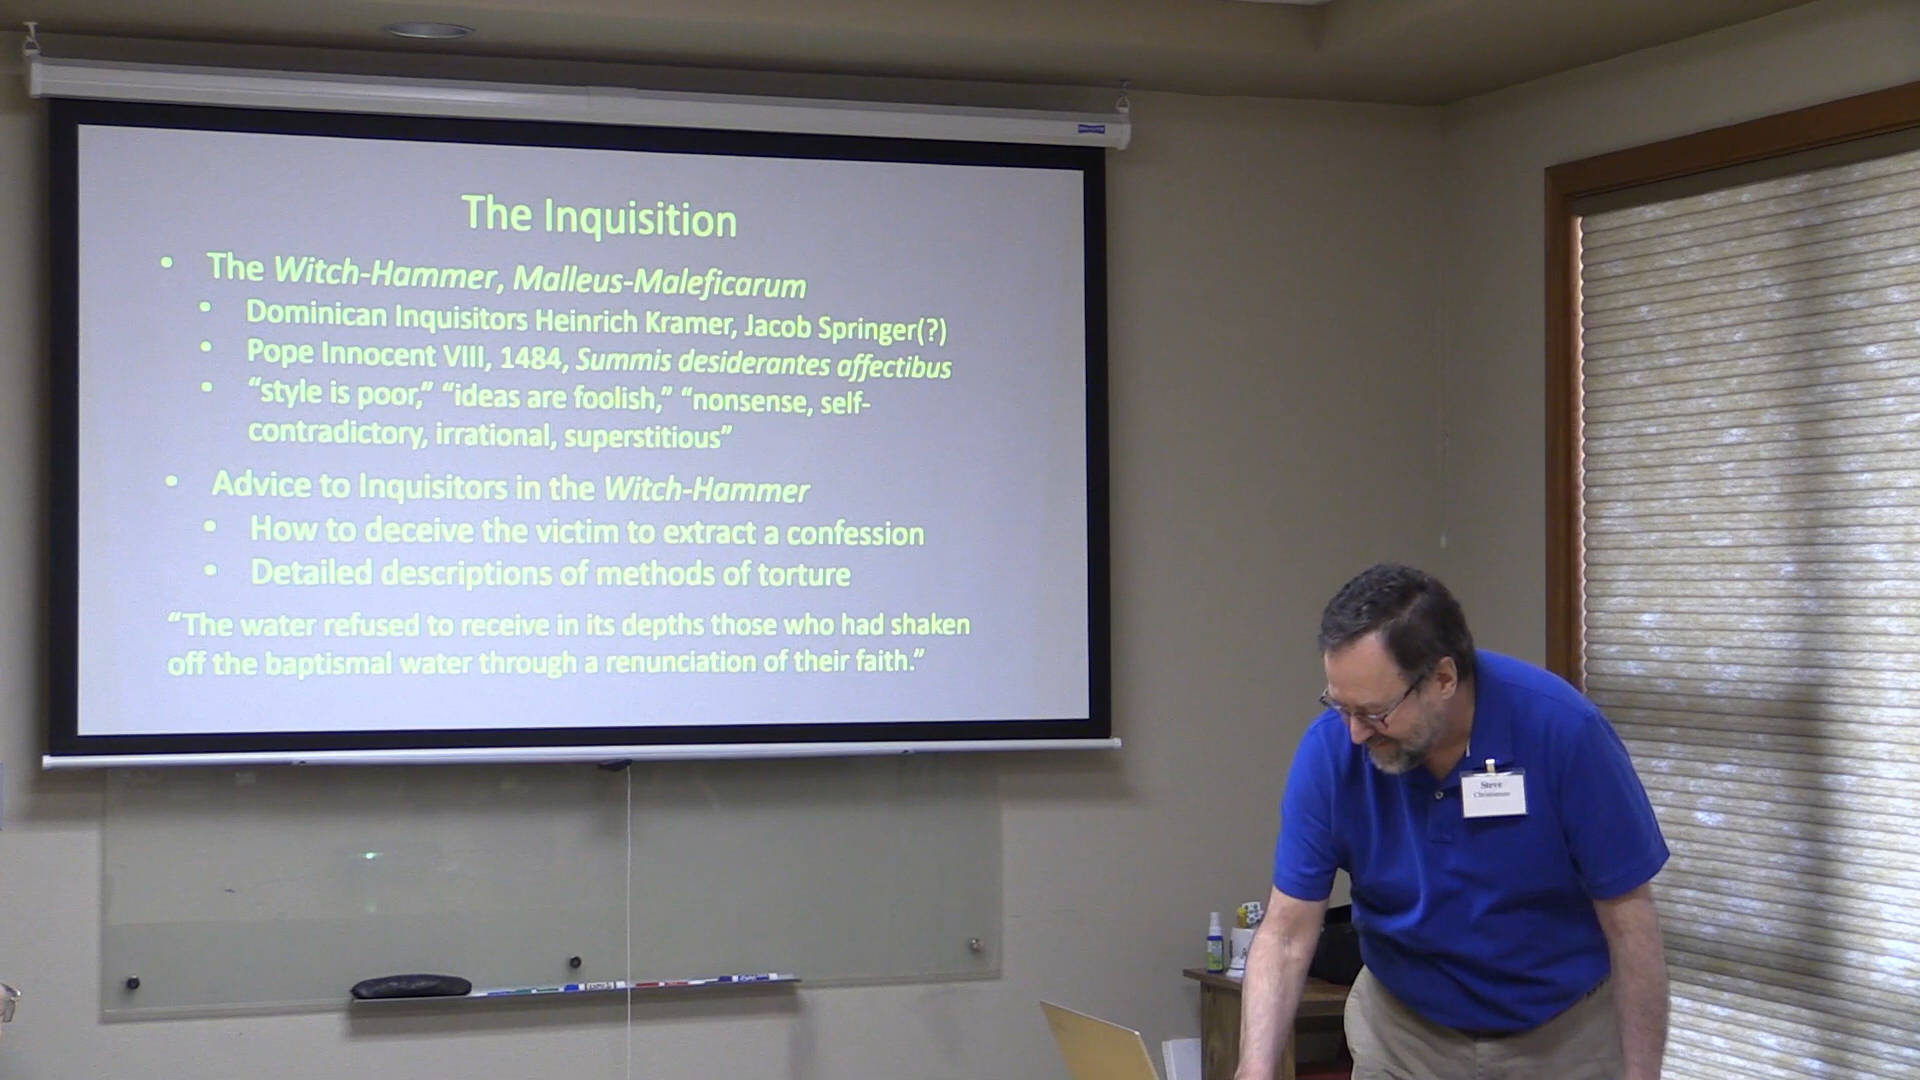 The Inquisition
• The Witch-Hammer, Malleus-Maleficarum
• Dominican Inquisitors Heinrich Kramer, Jacob Springer(?)
• Pope Innocent VIII, 1484, Summis desiderantes affectibus
• “style is poor,” “ideas are foolish,” “nonsense, self-
contradictory, irrational, superstitious”
• Advice to Inquisitors in the Witch-Hammer
• How to deceive the victim to extract a confession
• Detailed descriptions of methods of torture
“The water refused to receive in its depths those who had shaken
off the baptismal water through a renunciation of their faith.”
Steve